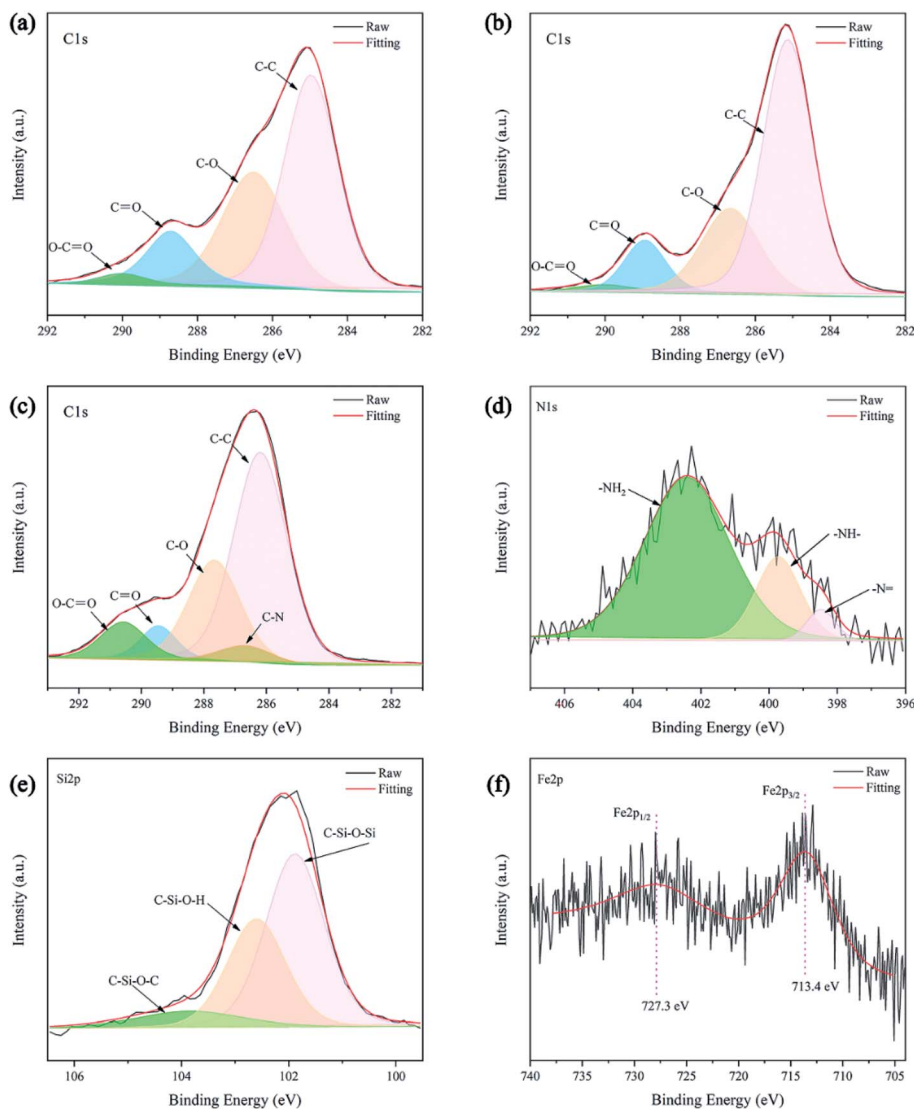 (a)
C1s
Raw
Fitting
C-C
C-O
C=O
O-C=O
Intensity (a.u.)
292 290 288 286 284 282
Binding Energy (eV)
(b)
C1s
Raw
Fitting
C-C
C-O
C=O
O-C=O
Intensity (a.u.)
292 290 288 286 284 282
Binding Energy (eV)
(c)
C1s
Raw
Fitting
C-C
C-O
C=O
O-C=O
C-N
Intensity (a.u.)
292 290 288 286 284 282
Binding Energy (eV)
(d)
N1s
Raw
Fitting
-NH₂
-NH-
-N=
Intensity (a.u.)
406 404 402 400 398 396
Binding Energy (eV)
(e)
Si2p
Raw
Fitting
C-Si-O-Si
C-Si-O-H
C-Si-O-C
Intensity (a.u.)
106 104 102 100
Binding Energy (eV)
(f)
Fe2p
Raw
Fitting
Fe2p₁/₂
Fe2p₃/₂
727.3 eV
713.4 eV
Intensity (a.u.)
740 735 730 725 720 715 710 705
Binding Energy (eV)